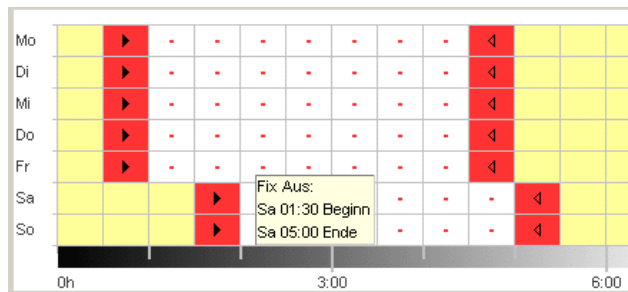 Mo
Di
Mi
Do
Fr
Sa
So
Fix Aus:
Sa 01:30 Beginn
Sa 05:00 Ende
0h 3:00 6:00